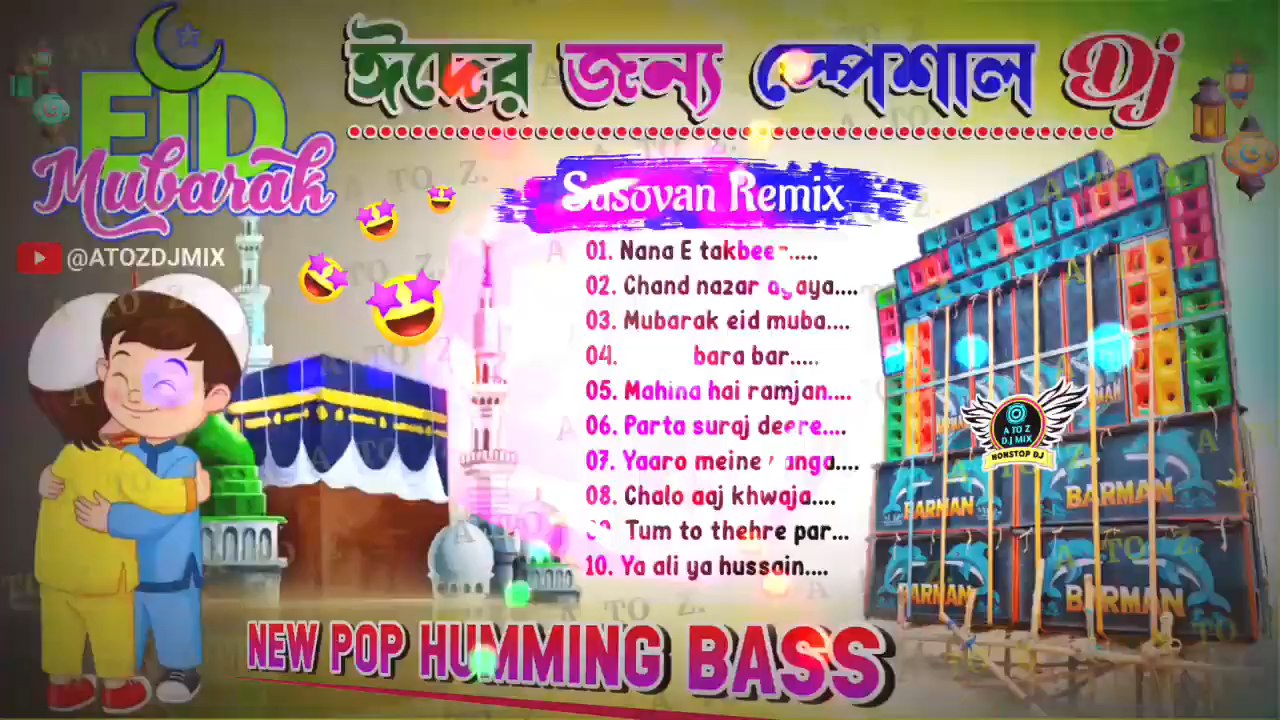 ঈদের জন্য স্পেশাল Dj
EID
Mubarak
@ATOZDJMIX
Susovan Remix
01. Nana E takbee.....
02. Chand nazar agaya....
03. Mubarak eid muba....
04. bara bar.....
05. Mahina hai ramjan....
06. Parta suraj deere....
07. Yaaro meine anga....
08. Chalo aaj khwaja....
Tum to thehre par...
10. Ya ali ya hussain....
A TO Z
DJ MIX
NONSTOP DJ
BARMAN
BARMAN
BARMAN
BARMAN
NEW POP HUMMING BASS
A TO Z.